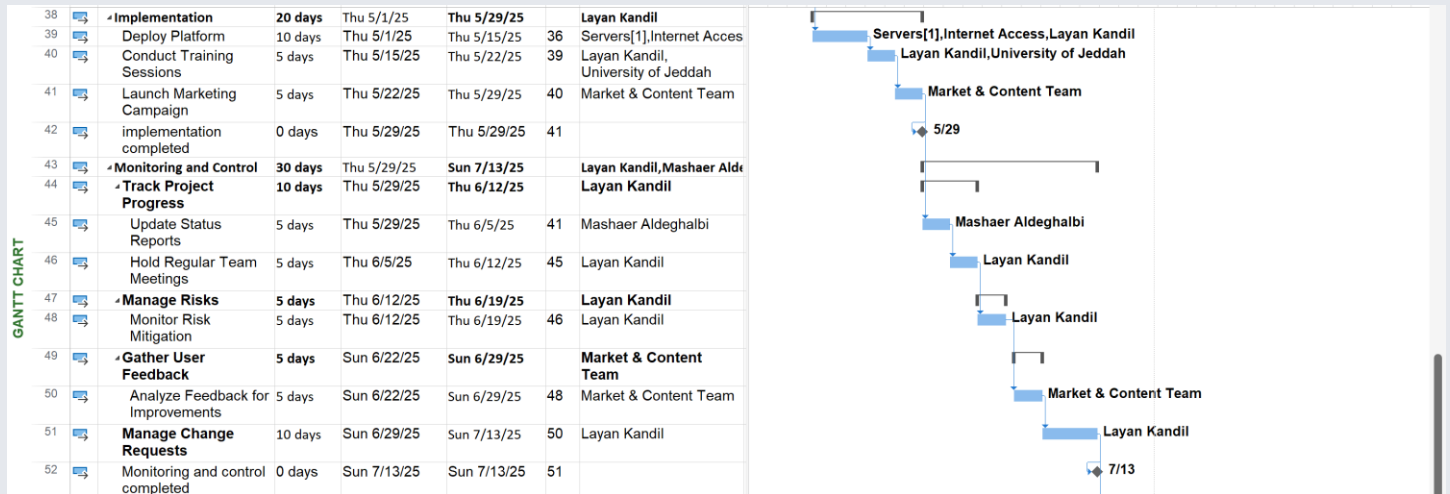 38 Implementation 20 days Thu 5/1/25 Thu 5/29/25 Layan Kandil
39 Deploy Platform 10 days Thu 5/1/25 Thu 5/15/25 36 Servers[1],Internet Acces Servers[1],Internet Access,Layan Kandil
40 Conduct Training 5 days Thu 5/15/25 Thu 5/22/25 39 Layan Kandil, Layan Kandil,University of Jeddah
Sessions University of Jeddah
41 Launch Marketing 5 days Thu 5/22/25 Thu 5/29/25 40 Market & Content Team Market & Content Team
Campaign
42 implementation 0 days Thu 5/29/25 Thu 5/29/25 41 5/29
completed
43 Monitoring and Control 30 days Thu 5/29/25 Sun 7/13/25 Layan Kandil,Mashaer Alde
44 Track Project 10 days Thu 5/29/25 Thu 6/12/25 Layan Kandil
Progress
45 Update Status 5 days Thu 5/29/25 Thu 6/5/25 41 Mashaer Aldeghalbi Mashaer Aldeghalbi
Reports
46 Hold Regular Team 5 days Thu 6/5/25 Thu 6/12/25 45 Layan Kandil Layan Kandil
Meetings
47 Manage Risks 5 days Thu 6/12/25 Thu 6/19/25 Layan Kandil
48 Monitor Risk 5 days Thu 6/12/25 Thu 6/19/25 46 Layan Kandil Layan Kandil
Mitigation
49 Gather User 5 days Sun 6/22/25 Sun 6/29/25 Market & Content
Feedback Team
50 Analyze Feedback for 5 days Sun 6/22/25 Sun 6/29/25 48 Market & Content Team Market & Content Team
Improvements
51 Manage Change 10 days Sun 6/29/25 Sun 7/13/25 50 Layan Kandil Layan Kandil
Requests
52 Monitoring and control 0 days Sun 7/13/25 Sun 7/13/25 51 7/13
completed
GANTT CHART